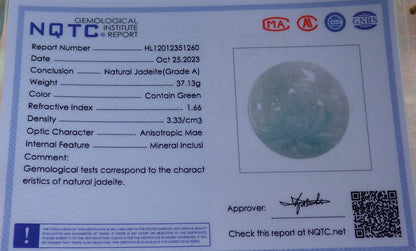 NQTC GEMOLOGICAL INSTITUTE © REPORT
MA
GNRS
Report Number HL12012351260
Date Oct 25.2023
Conclusion Natural Jadeite(Grade A)
Weight 37.13g
Color Contain Green
Refractive Index 1.66
Density 3.33/cm3
Optic Character Anisotropic Mae
Internal Feature Mineral Inclusi
Comment:
Gemological tests correspond to the charact
eristics of natural jadeite.
Approver:
Check this report at NQTC.net